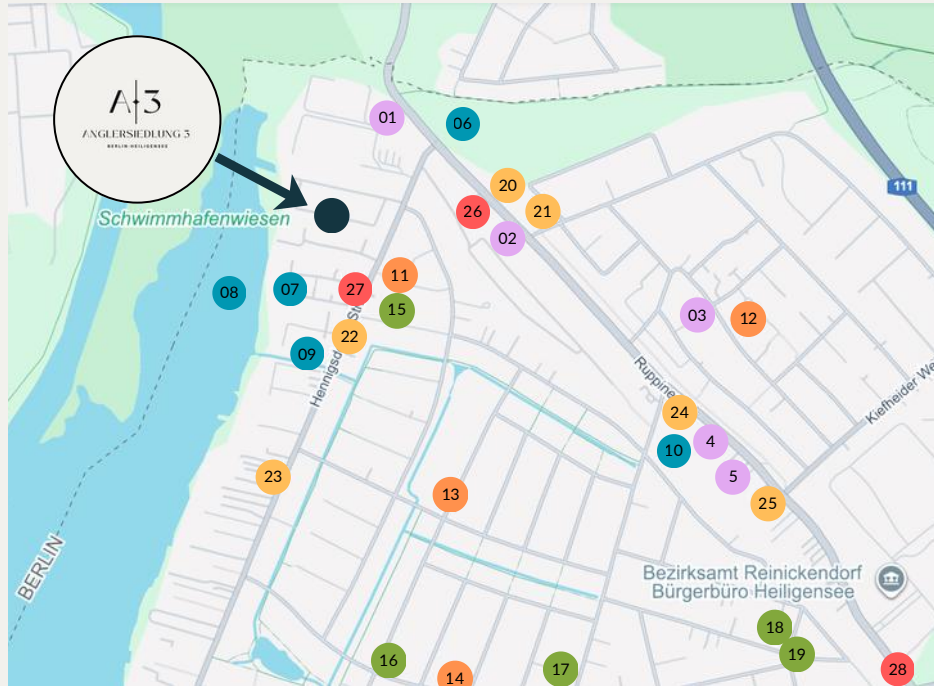 A|3
ANGLERSIEDLUNG 3
BERLIN-HEILIGENSEE
01
06
111
20
26
21
Schwimmhafenwiesen
02
11
08
07
27
15
03
12
22
09
Hennigsd
Str
Ruppine
Kiefheider We
24
10
4
5
23
13
25
BERLIN
Bezirksamt Reinickendorf
Bürgerbüro Heiligensee
18
19
16
17
14
28